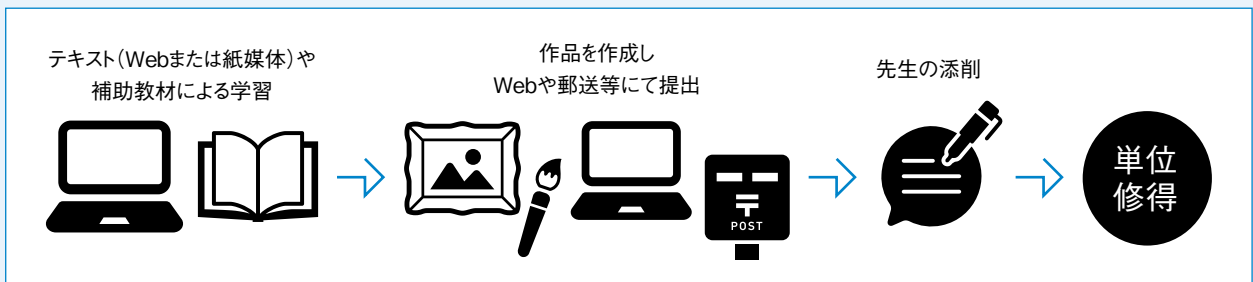 テキスト（Webまたは紙媒体）や
補助教材による学習
作品を作成し
Webや郵送等にて提出
〒
POST
先生の添削
単位
修得